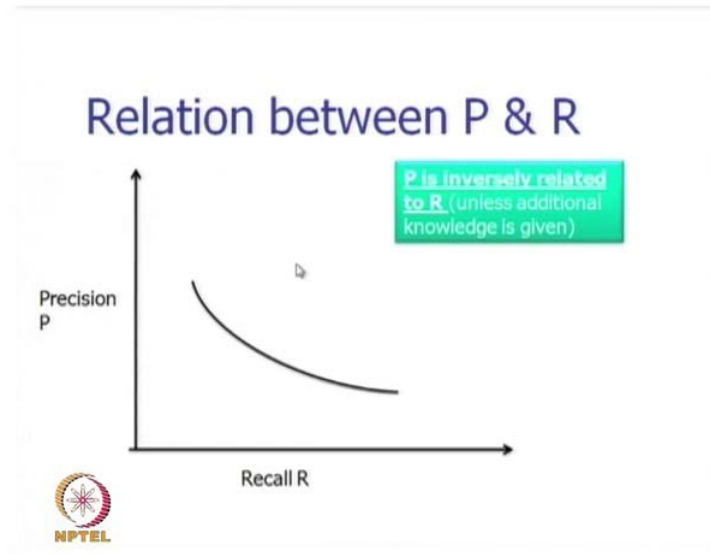 Relation between P & R
P is inversely related
to R (unless additional
knowledge is given)
Precision
P
Recall R
NPTEL